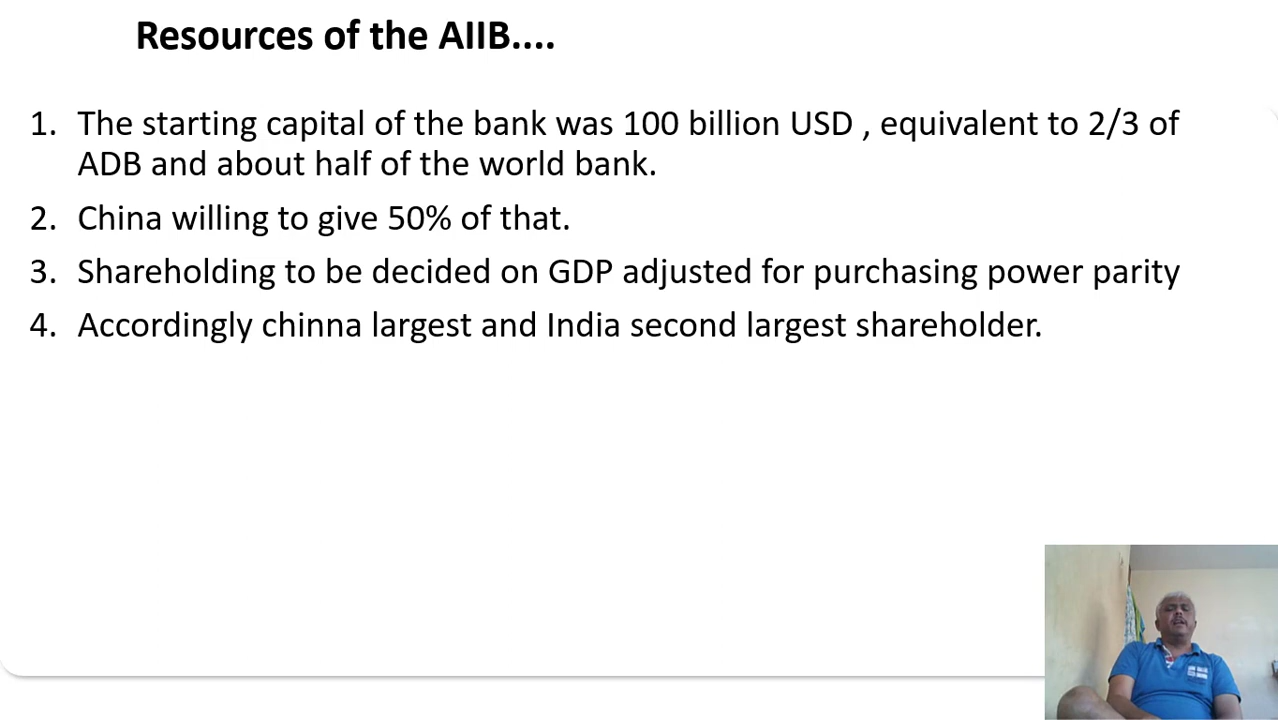 Resources of the AIIB....
1. The starting capital of the bank was 100 billion USD , equivalent to 2/3 of
ADB and about half of the world bank.
2. China willing to give 50% of that.
3. Shareholding to be decided on GDP adjusted for purchasing power parity
4. Accordingly chinna largest and India second largest shareholder.